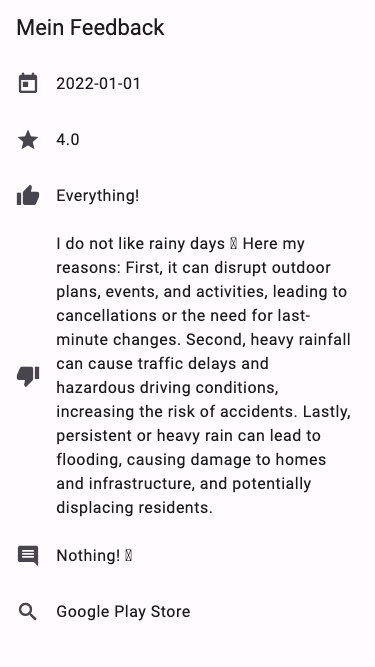 Mein Feedback
2022-01-01
4.0
Everything!
I do not like rainy days Here my
reasons: First, it can disrupt outdoor
plans, events, and activities, leading to
cancellations or the need for last-
minute changes. Second, heavy rainfall
can cause traffic delays and
hazardous driving conditions,
increasing the risk of accidents. Lastly,
persistent or heavy rain can lead to
flooding, causing damage to homes
and infrastructure, and potentially
displacing residents.
Nothing!
Google Play Store